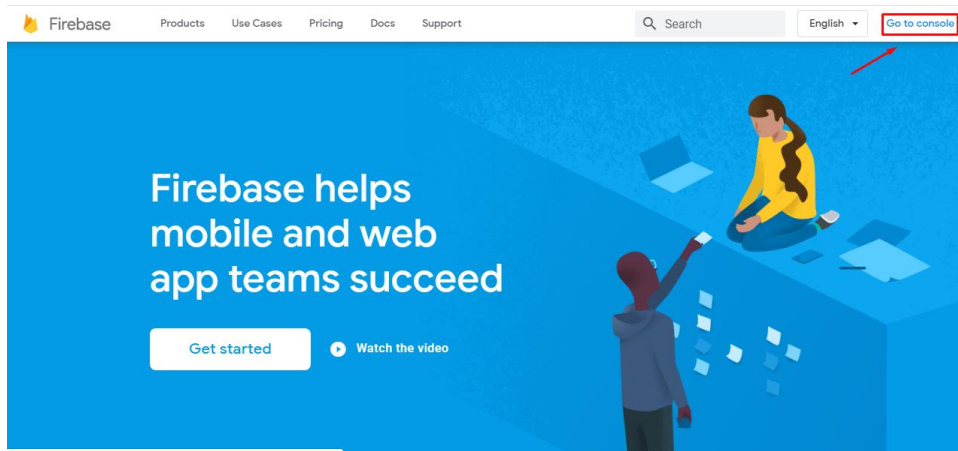 Firebase Products Use Cases Pricing Docs Support Search English Go to console
Firebase helps
mobile and web
app teams succeed
Get started Watch the video